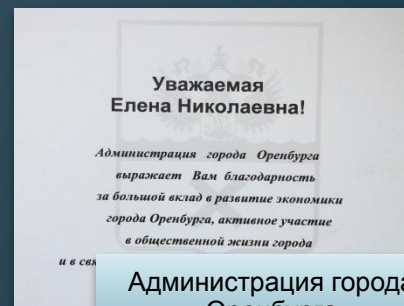 Уважаемая
Елена Николаевна!
Администрация города Оренбурга
выражает Вам благодарность
за большой вклад в развитие экономики
города Оренбурга, активное участие
в общественной жизни города
и в
Администрация города